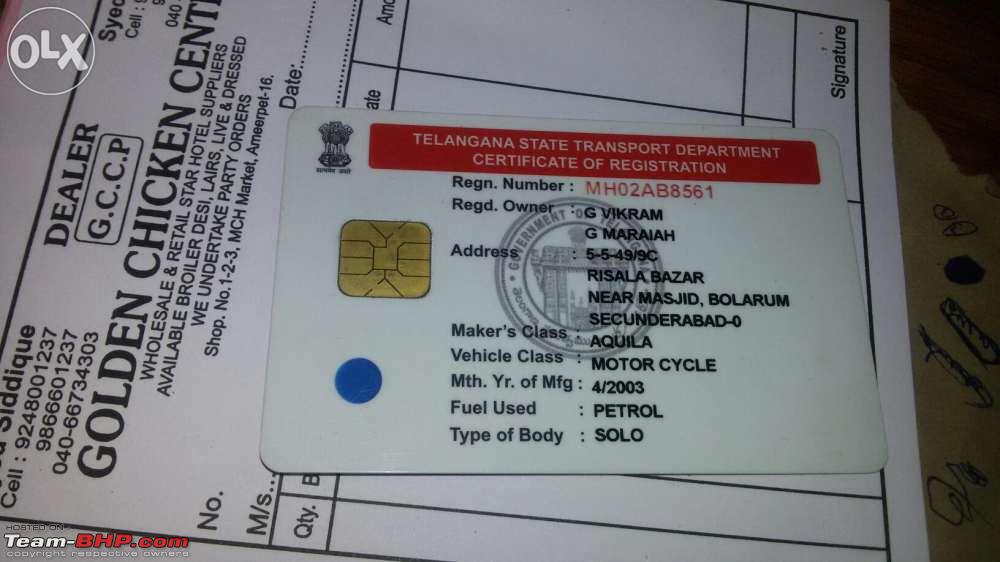 OLX
TELANGANA STATE TRANSPORT DEPARTMENT
CERTIFICATE OF REGISTRATION
Regn. Number : MH02AB8561
Regd. Owner : G VIKRAM
G MARAIAH
Address : 5-5-49/9C
RISALA BAZAR
NEAR MASJID, BOLARUM
SECUNDERABAD-0
Maker's Class : AQUILA
Vehicle Class : MOTOR CYCLE
Mth. Yr. of Mfg : 4/2003
Fuel Used : PETROL
Type of Body : SOLO
सत्यमेव जयते
GOVERNMENT OF TELANGANA
Siddique
Cell : 9248001237
9866601237
040-66734303
DEALER
G.C.C.P
GOLDEN CHICKEN CENT
WHOLESALE & RETAIL STAR HOTEL SUPPLIERS
AVAILABLE BROILER DESI, LAIRS, LIVE & DRESSED
WE UNDERTAKE PARTY ORDERS
Shop. No.1-2-3, MCH Market, Ameerpet-16.
Syed
Cell : 9
040
No.
Date:
M/s...
Qty.
Signature
HOSTED ON :
Team-BHP.com
copyright respective owners